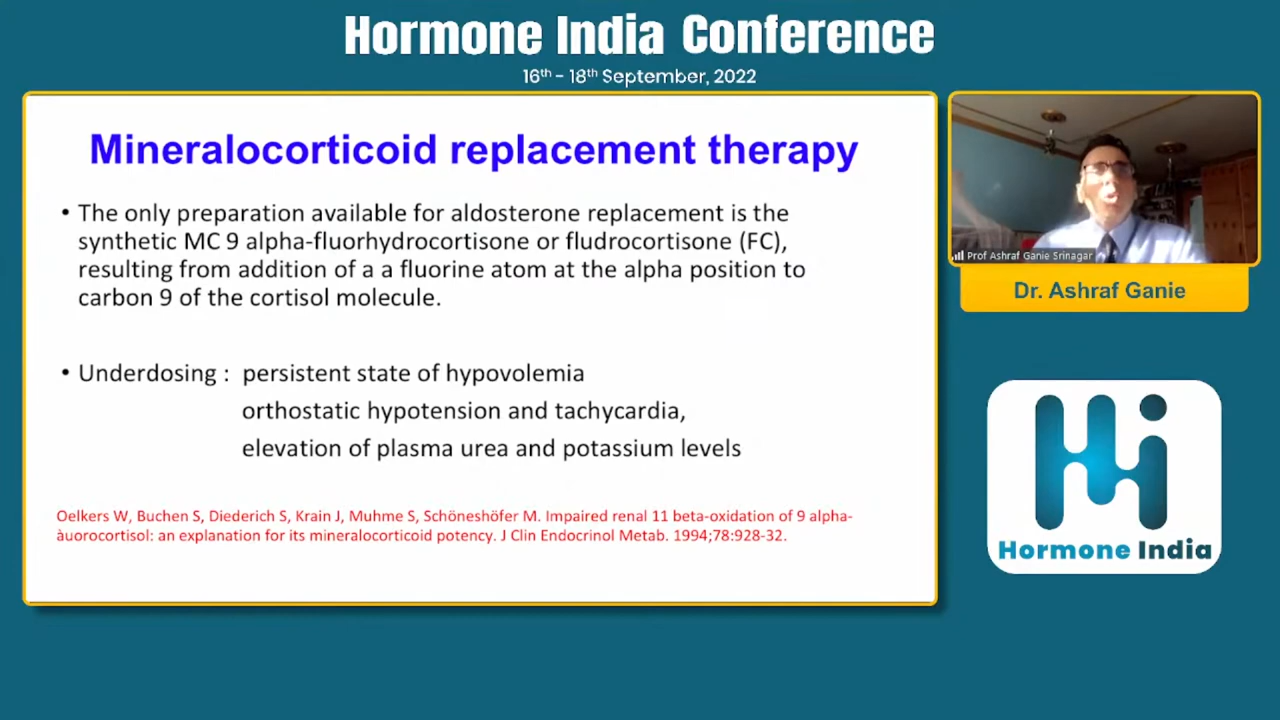 Hormone India Conference
16th - 18th September, 2022
Mineralocorticoid replacement therapy
• The only preparation available for aldosterone replacement is the
synthetic MC 9 alpha-fluorhydrocortisone or fludrocortisone (FC),
resulting from addition of a a fluorine atom at the alpha position to
carbon 9 of the cortisol molecule.
• Underdosing : persistent state of hypovolemia
orthostatic hypotension and tachycardia,
elevation of plasma urea and potassium levels
Oelkers W, Buchen S, Diederich S, Krain J, Muhme S, Schöneshöfer M. Impaired renal 11 beta-oxidation of 9 alpha-
àuorocortisol: an explanation for its mineralocorticoid potency. J Clin Endocrinol Metab. 1994;78:928-32.
Prof Ashraf Ganie Srinagar
Dr. Ashraf Ganie
Hi
Hormone India